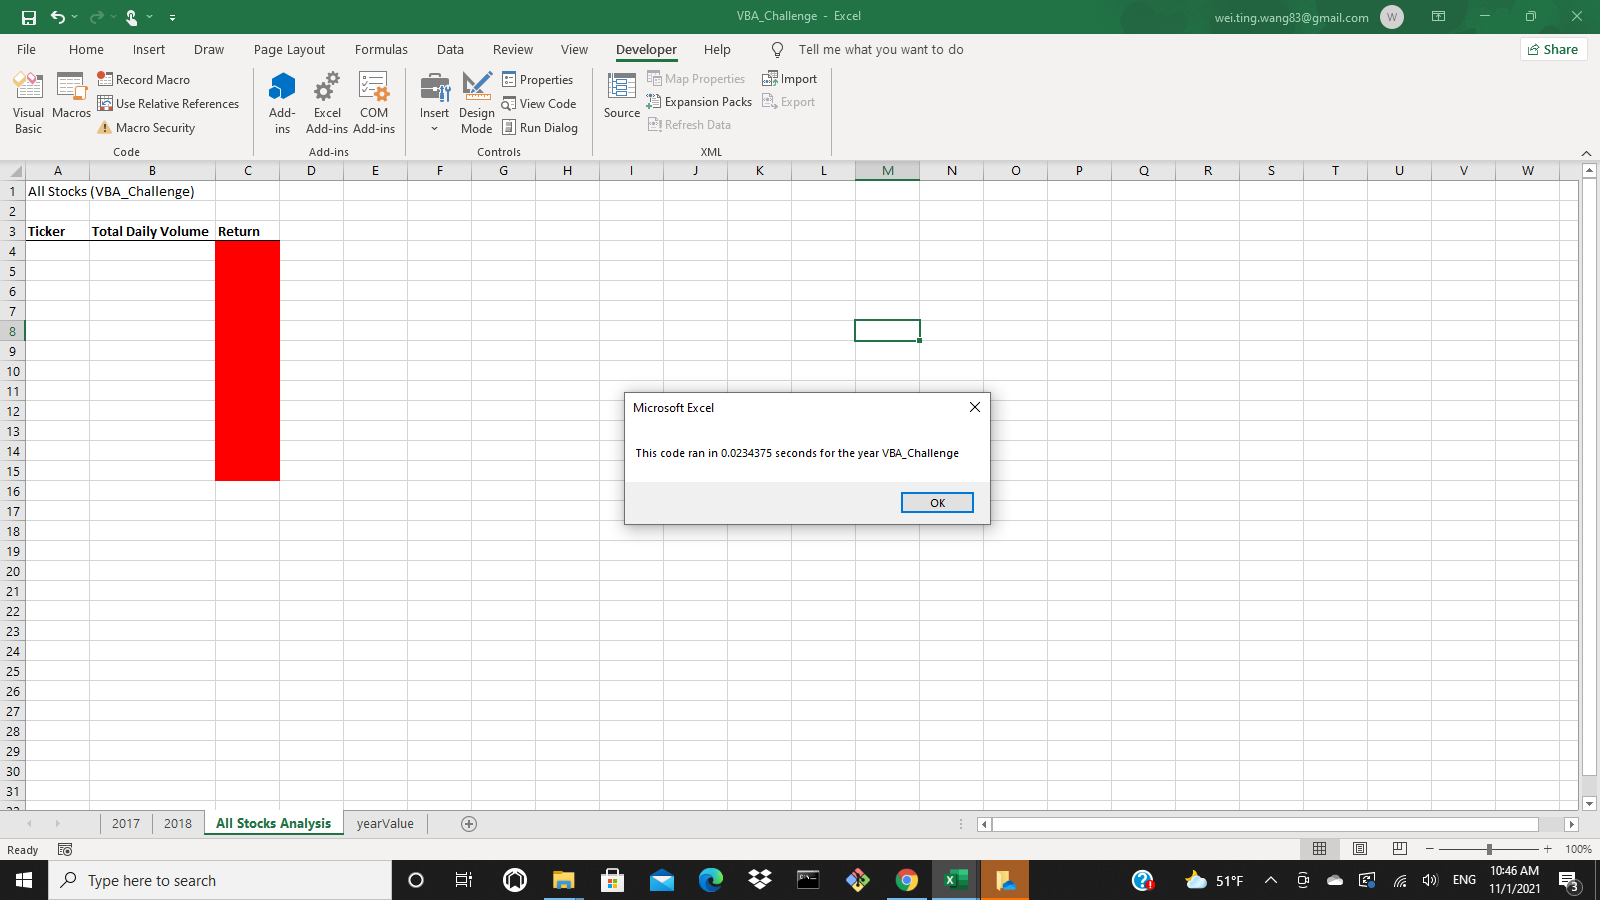 VBA_Challenge - Excel
wei.ting.wang83@gmail.com
W
File Home Insert Draw Page Layout Formulas Data Review View Developer Help Tell me what you want to do
Share
Visual Basic
Macros
Record Macro
Use Relative References
Macro Security
Code
Add-ins
Excel Add-ins
COM Add-ins
Add-ins
Insert
Design Mode
Properties
View Code
Run Dialog
Controls
Source
Map Properties
Expansion Packs
Refresh Data
Import
Export
XML
A B C D E F G H I J K L M N O P Q R S T U V W
1 All Stocks (VBA_Challenge)
2
3 Ticker Total Daily Volume Return
4
5
6
7
8
9
10
11
12
13
14
15
16
17
18
19
20
21
22
23
24
25
26
27
28
29
30
31
Microsoft Excel
This code ran in 0.0234375 seconds for the year VBA_Challenge
OK
2017 2018 All Stocks Analysis yearValue
Ready
100%
Type here to search
51°F
ENG
10:46 AM
11/1/2021
3